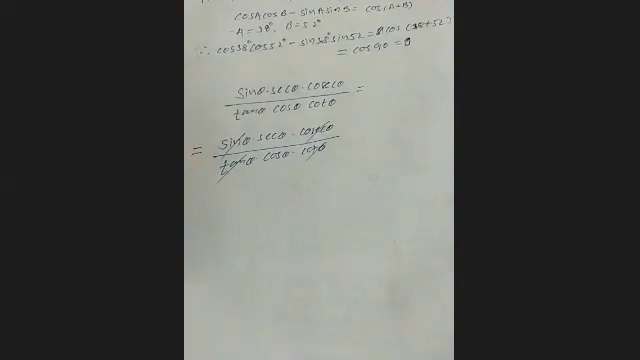 cosAcosB - sinAsinB = cos(A+B)
A = 38°, B = 52°
∴ cos38°cos52° - sin38°sin52 = cos (38+52)
= cos90 = 0
sinθ.secθ.cosecθ / tanθ cosθ cotθ =
= sinθ.secθ.cosecθ / tanθ.cosθ.cotθ